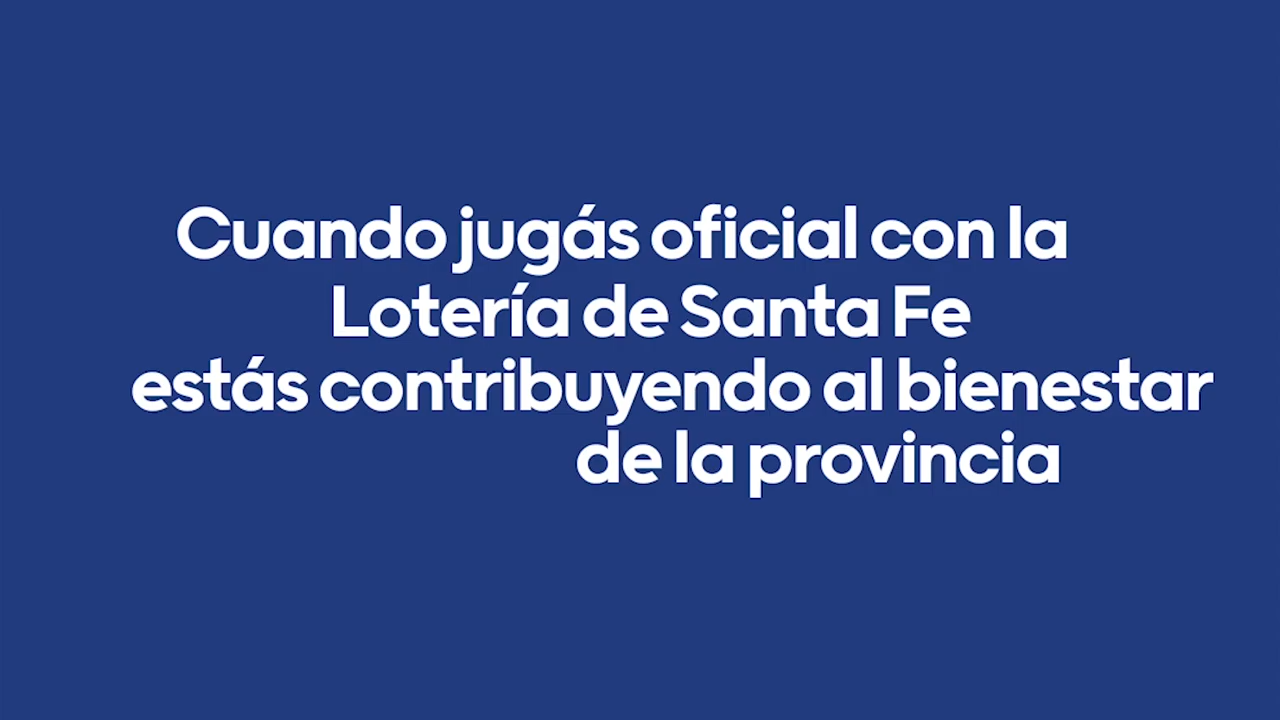 Cuando jugás oficial con la
Lotería de Santa Fe
estás contribuyendo al bienestar
de la provincia